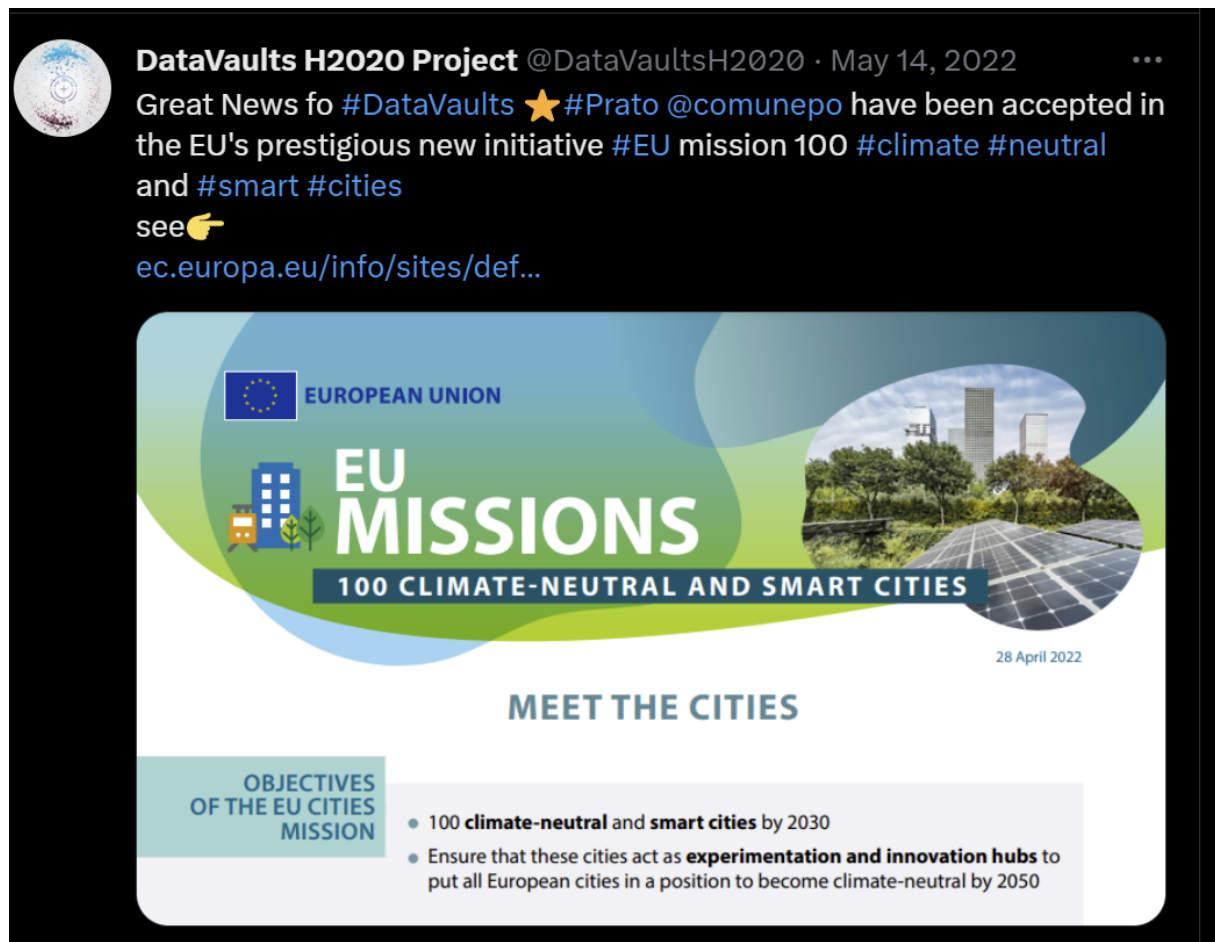 DataVaults H2020 Project @DataVaultsH2020 · May 14, 2022 ...
Great News fo #DataVaults ⭐#Prato @comunepo have been accepted in
the EU's prestigious new initiative #EU mission 100 #climate #neutral
and #smart #cities
see👉
ec.europa.eu/info/sites/def...
EUROPEAN UNION
EU
MISSIONS
100 CLIMATE-NEUTRAL AND SMART CITIES
28 April 2022
MEET THE CITIES
OBJECTIVES
OF THE EU CITIES
MISSION
• 100 climate-neutral and smart cities by 2030
• Ensure that these cities act as experimentation and innovation hubs to
put all European cities in a position to become climate-neutral by 2050